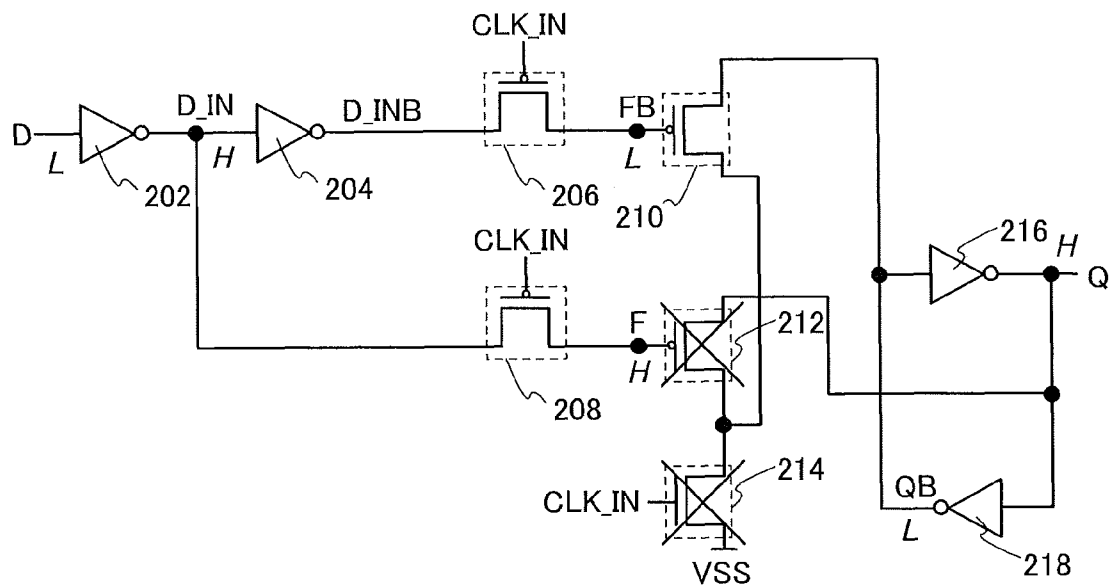 CLK_IN
D
L
202
D_IN
H
204
D_INB
206
FB
L
210
CLK_IN
208
F
H
212
216
H
Q
CLK_IN
214
VSS
QB
L
218